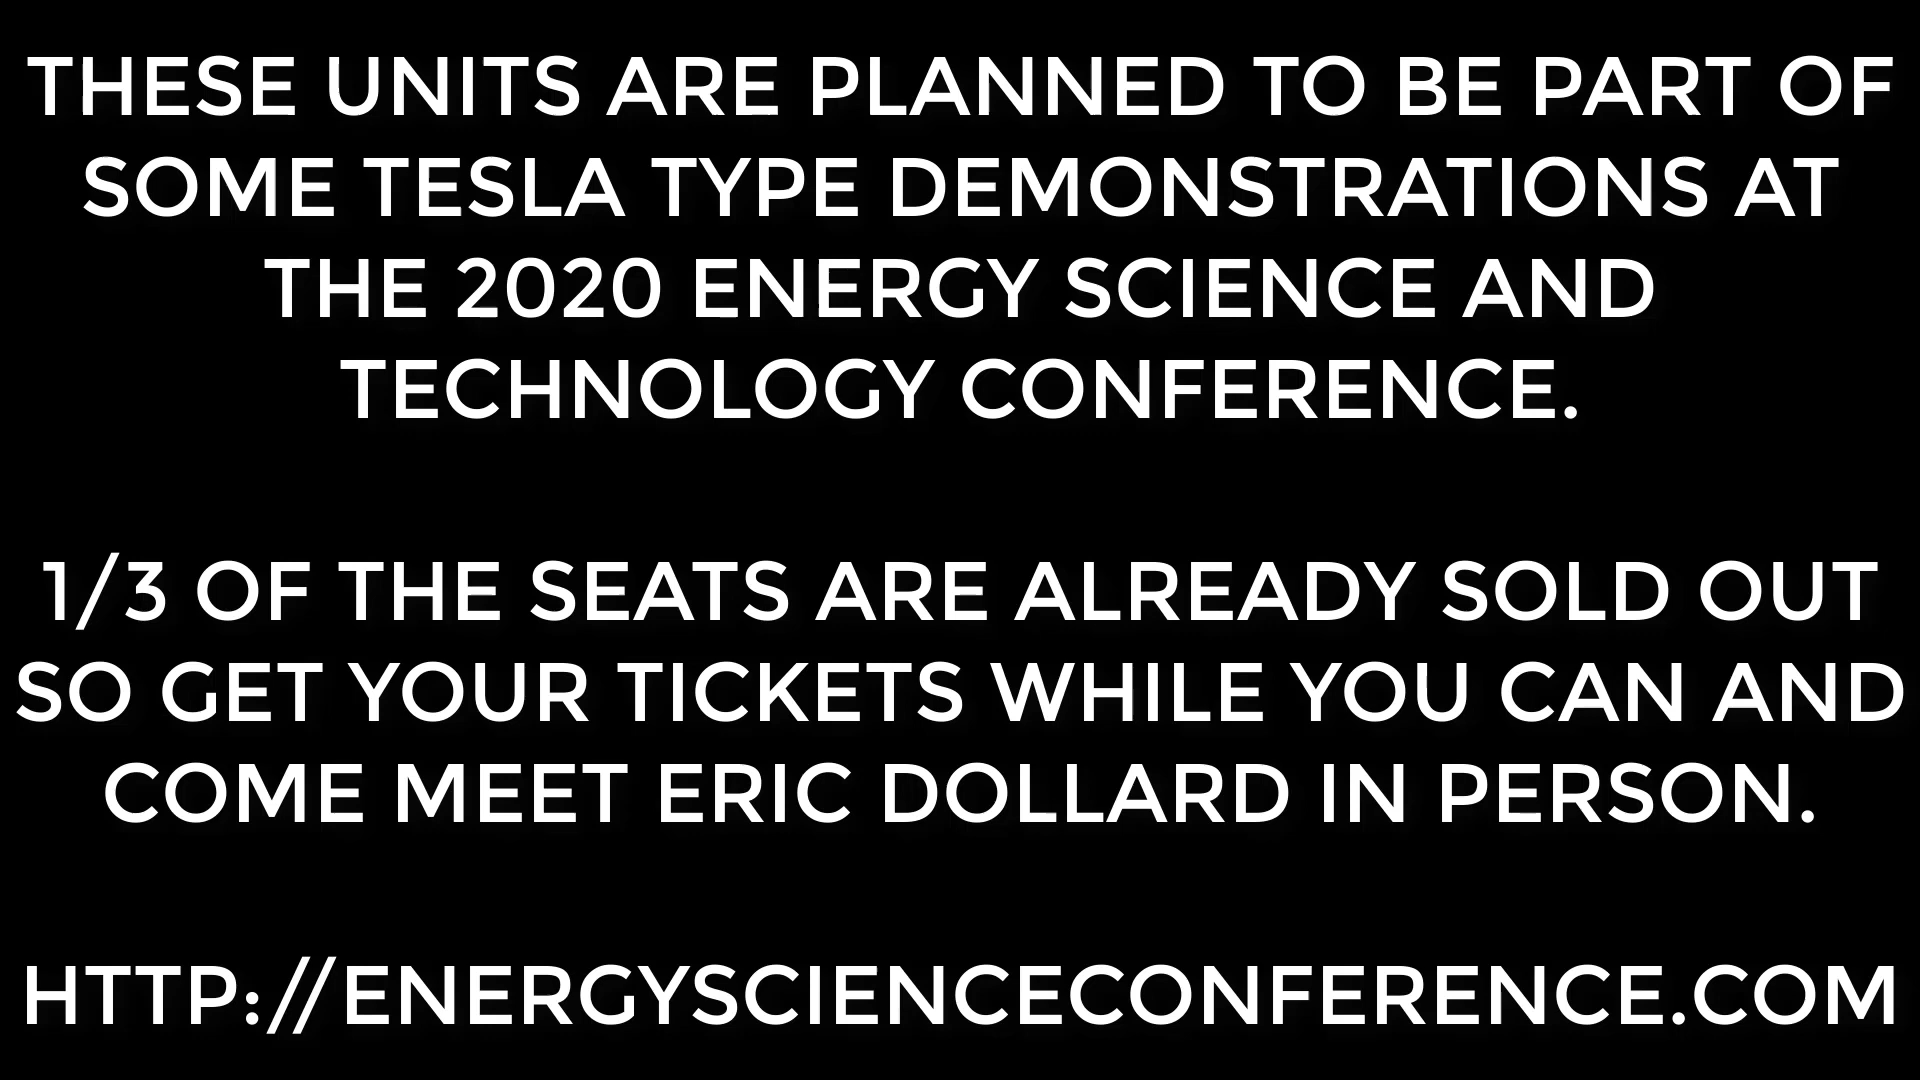 THESE UNITS ARE PLANNED TO BE PART OF
SOME TESLA TYPE DEMONSTRATIONS AT
THE 2020 ENERGY SCIENCE AND
TECHNOLOGY CONFERENCE.
1/3 OF THE SEATS ARE ALREADY SOLD OUT
SO GET YOUR TICKETS WHILE YOU CAN AND
COME MEET ERIC DOLLARD IN PERSON.
HTTP://ENERGYSCIENCECONFERENCE.COM